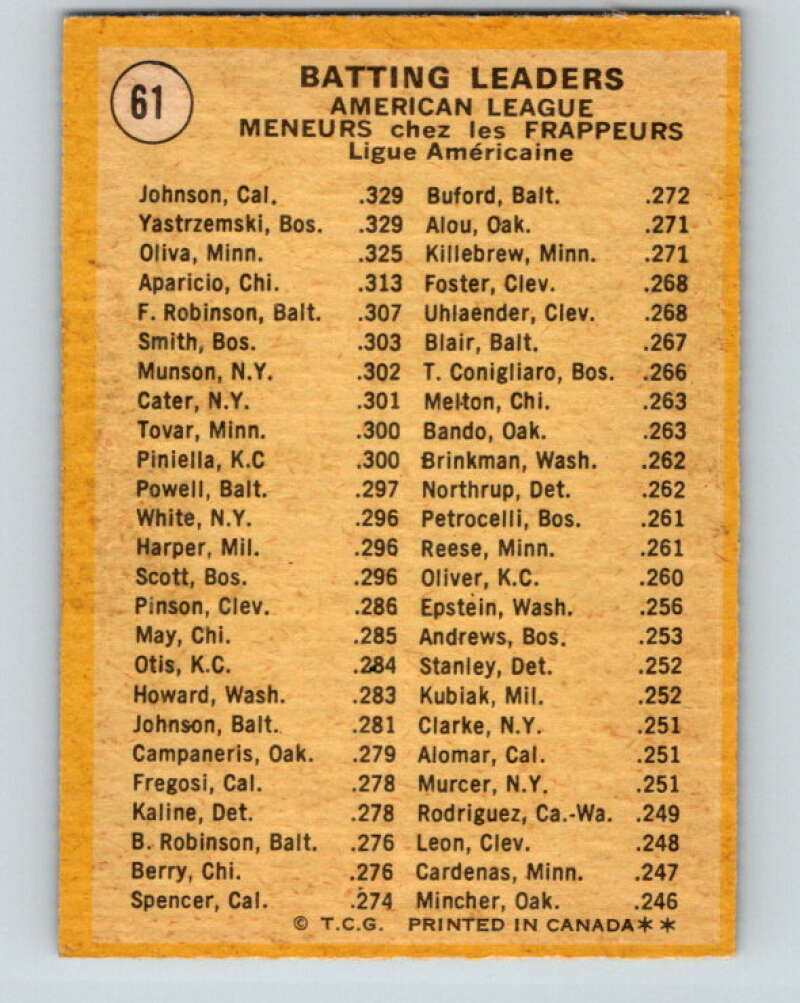 61
BATTING LEADERS
AMERICAN LEAGUE
MENEURS chez les FRAPPEURS
Ligue Américaine
Johnson, Cal. .329 Buford, Balt. .272
Yastrzemski, Bos. .329 Alou, Oak. .271
Oliva, Minn. .325 Killebrew, Minn. .271
Aparicio, Chi. .313 Foster, Clev. .268
F. Robinson, Balt. .307 Uhlaender, Clev. .268
Smith, Bos. .303 Blair, Balt. .267
Munson, N.Y. .302 T. Conigliaro, Bos. .266
Cater, N.Y. .301 Melton, Chi. .263
Tovar, Minn. .300 Bando, Oak. .263
Piniella, K.C .300 Brinkman, Wash. .262
Powell, Balt. .297 Northrup, Det. .262
White, N.Y. .296 Petrocelli, Bos. .261
Harper, Mil. .296 Reese, Minn. .261
Scott, Bos. .296 Oliver, K.C. .260
Pinson, Clev. .286 Epstein, Wash. .256
May, Chi. .285 Andrews, Bos. .253
Otis, K.C. .284 Stanley, Det. .252
Howard, Wash. .283 Kubiak, Mil. .252
Johnson, Balt. .281 Clarke, N.Y. .251
Campaneris, Oak. .279 Alomar, Cal. .251
Fregosi, Cal. .278 Murcer, N.Y. .251
Kaline, Det. .278 Rodriguez, Ca.-Wa. .249
B. Robinson, Balt. .276 Leon, Clev. .248
Berry, Chi. .276 Cardenas, Minn. .247
Spencer, Cal. .274 Mincher, Oak. .246
© T.C.G. PRINTED IN CANADA**